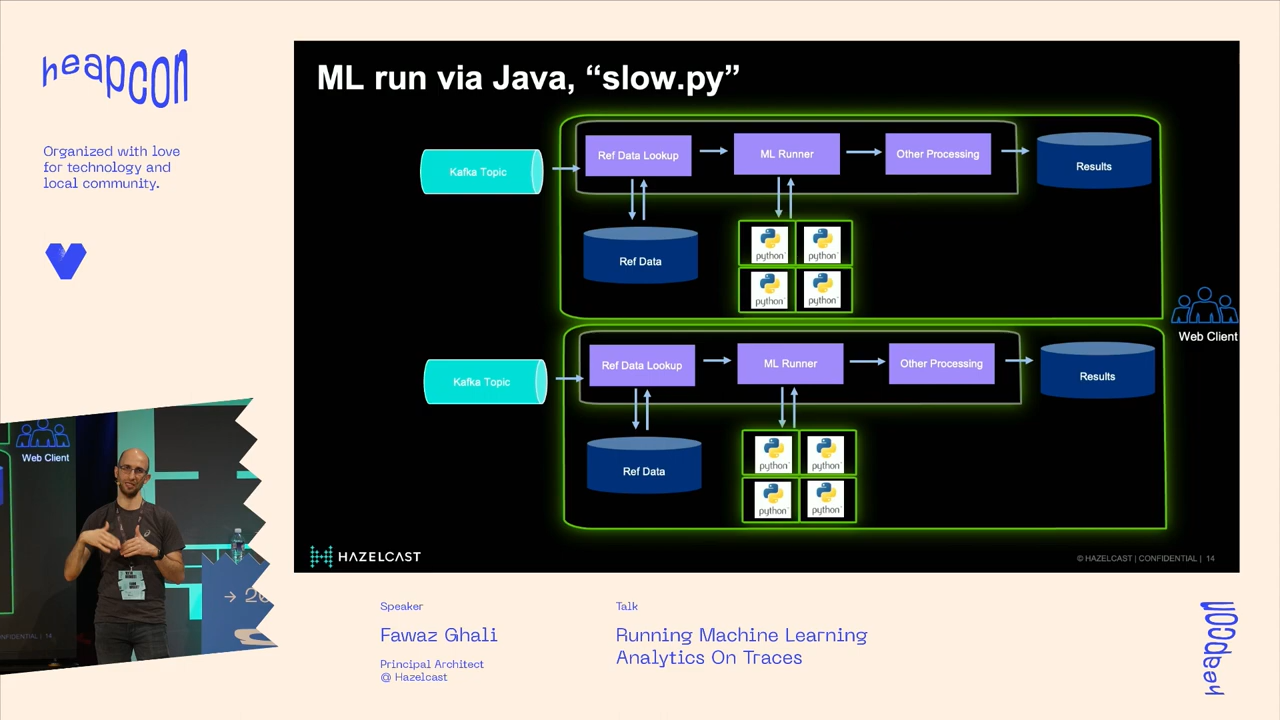 heapcon
Organized with love
for technology and
local community.
ML run via Java, “slow.py”
Kafka Topic
Ref Data Lookup
ML Runner
Other Processing
Results
Ref Data
python
python
python
python
Web Client
Kafka Topic
Ref Data Lookup
ML Runner
Other Processing
Results
Ref Data
python
python
python
python
HAZELCAST
© HAZELCAST | CONFIDENTIAL | 14
Web Client
NFIDENTIAL | 14
Speaker
Fawaz Ghali
Principal Architect
@ Hazelcast
Talk
Running Machine Learning
Analytics On Traces
heapcon